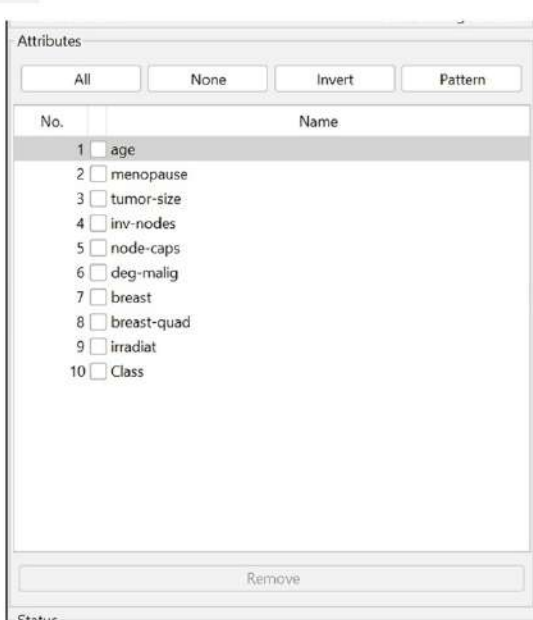 Attributes
All None Invert Pattern
No. Name
1 age
2 menopause
3 tumor-size
4 inv-nodes
5 node-caps
6 deg-malig
7 breast
8 breast-quad
9 irradiat
10 Class
Remove
Status